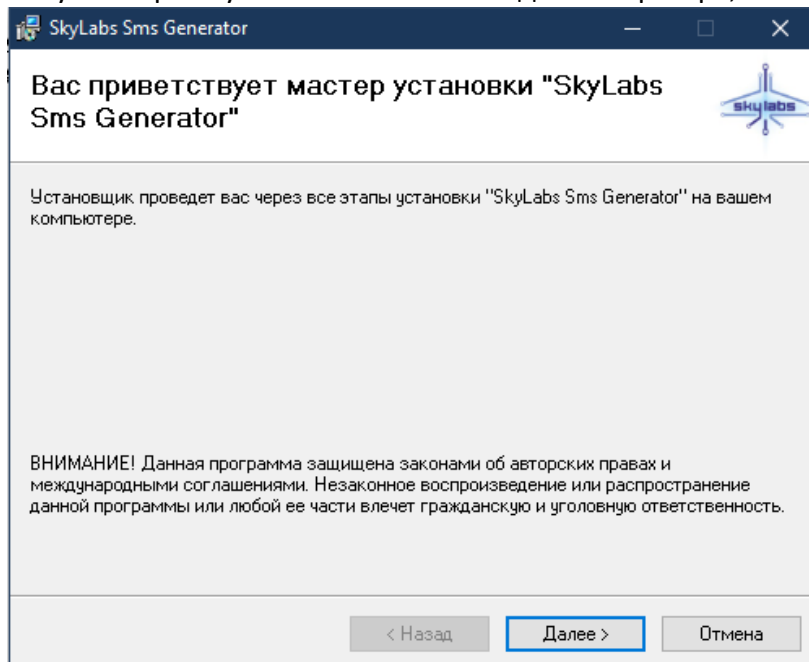 SkyLabs Sms Generator
Вас приветствует мастер установки "SkyLabs
Sms Generator"
skylabs
Установщик проведет вас через все этапы установки "SkyLabs Sms Generator" на вашем
компьютере.
ВНИМАНИЕ! Данная программа защищена законами об авторских правах и
международными соглашениями. Незаконное воспроизведение или распространение
данной программы или любой ее части влечет гражданскую и уголовную ответственность.
< Назад
Далее >
Отмена